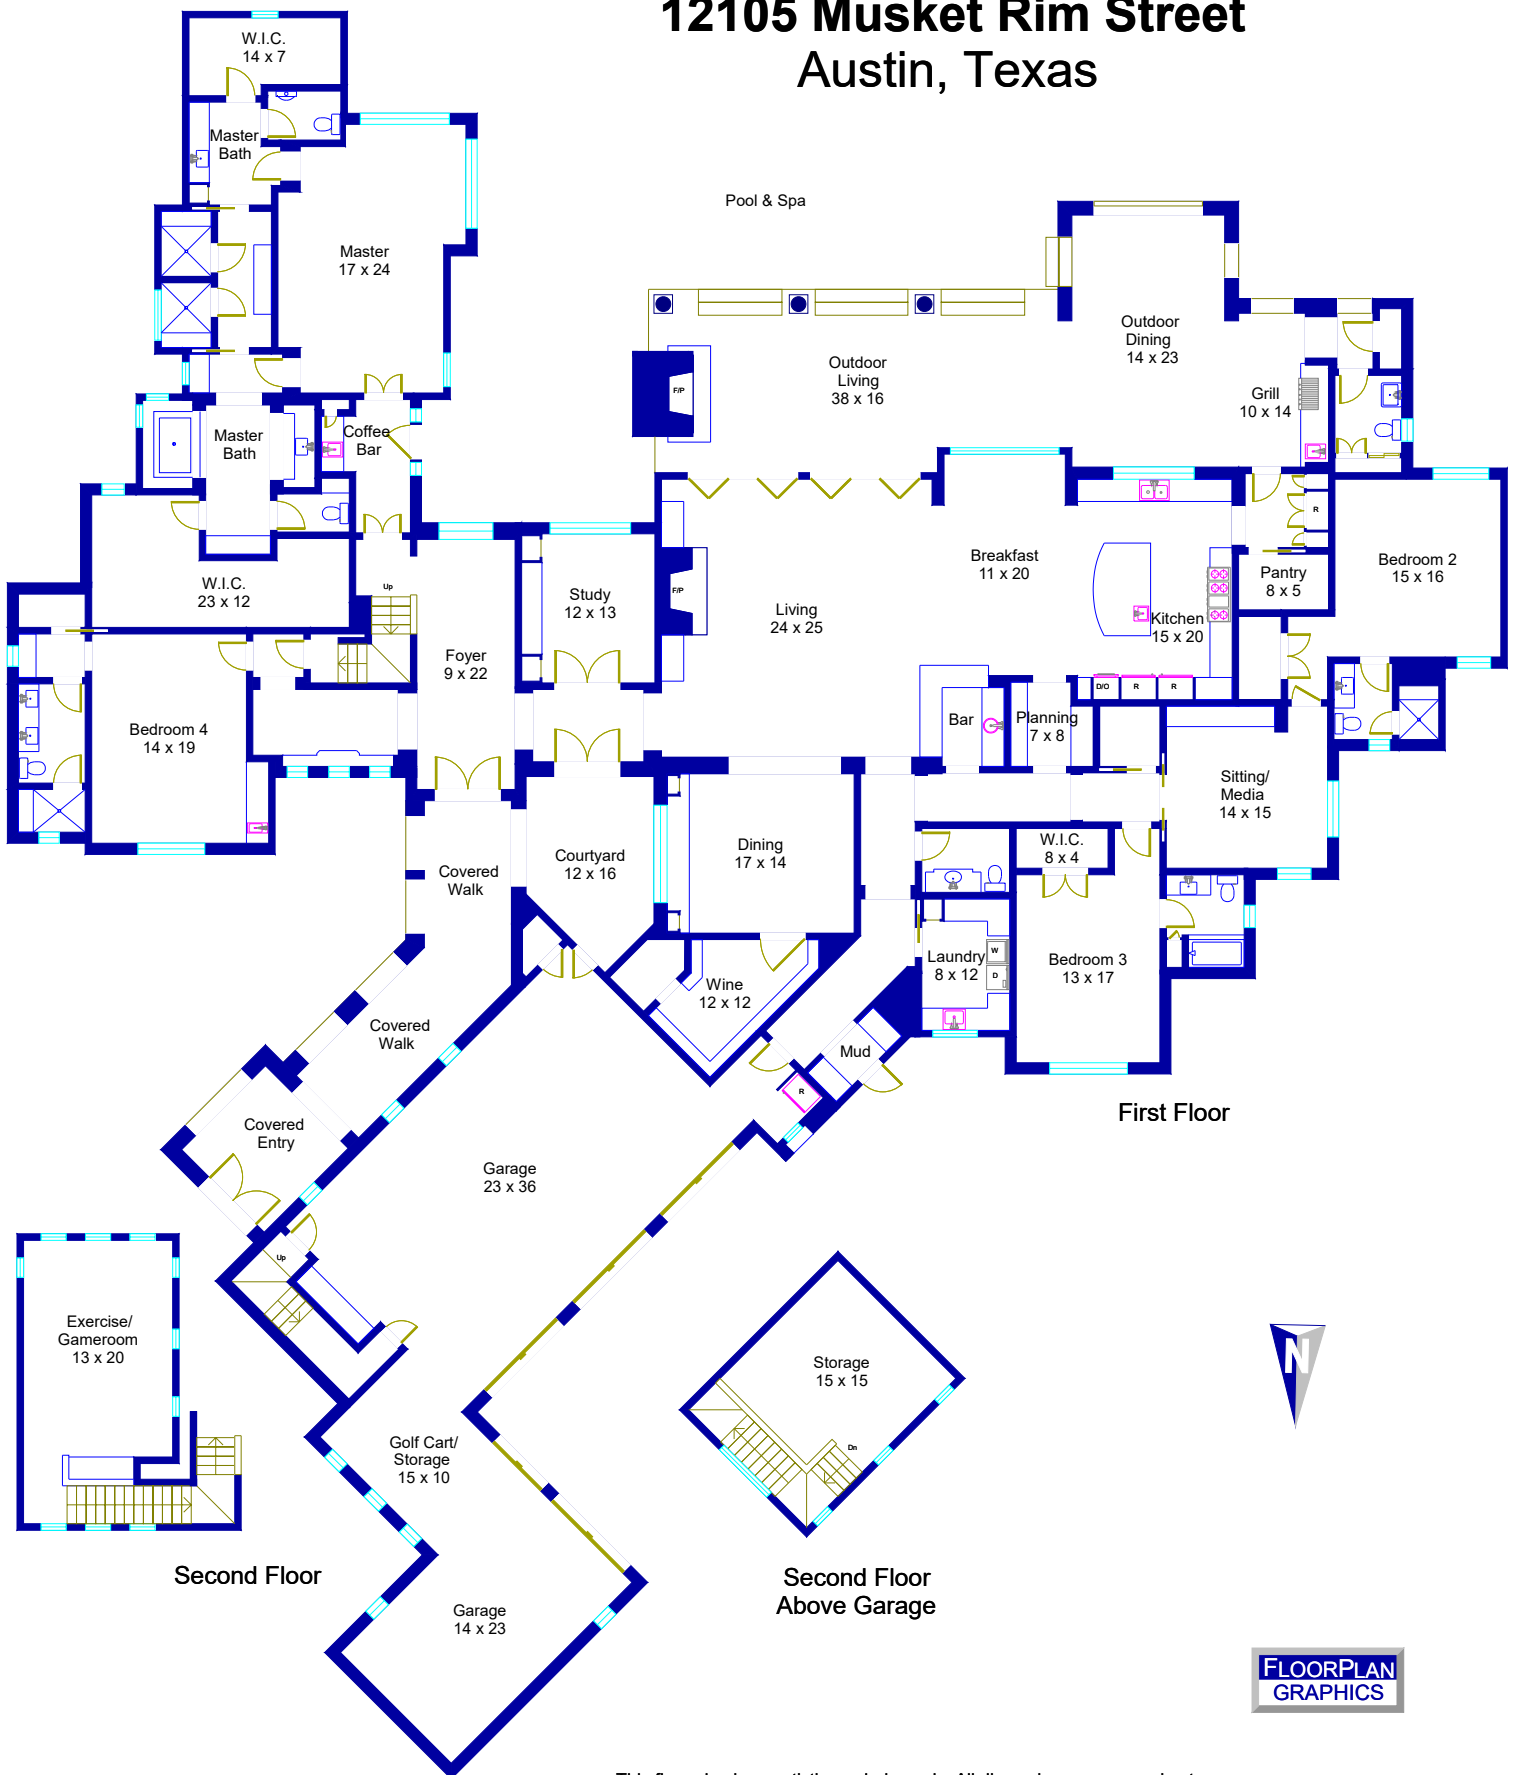 12105 Musket Rim Street
Austin, Texas
W.I.C.
14 x 7
Master
Bath
Master
17 x 24
Pool & Spa
Outdoor
Dining
14 x 23
Outdoor
Living
38 x 16
F/P
Grill
10 x 14
Coffee
Bar
Master
Bath
R
Breakfast
11 x 20
Bedroom 2
15 x 16
Pantry
8 x 5
W.I.C.
23 x 12
Up
Study
12 x 13
F/P
Living
24 x 25
Kitchen
15 x 20
Foyer
9 x 22
D/O
R
R
Bedroom 4
14 x 19
Bar
Planning
7 x 8
Sitting/
Media
14 x 15
Dining
17 x 14
W.I.C.
8 x 4
Courtyard
12 x 16
Covered
Walk
W
D
Laundry
8 x 12
Bedroom 3
13 x 17
Wine
12 x 12
Covered
Walk
Mud
R
First Floor
Covered
Entry
Garage
23 x 36
Up
Exercise/
Gameroom
13 x 20
N
Storage
15 x 15
Dn
Golf Cart/
Storage
15 x 10
Second Floor
Second Floor
Above Garage
Garage
14 x 23
FLOORPLAN
GRAPHICS